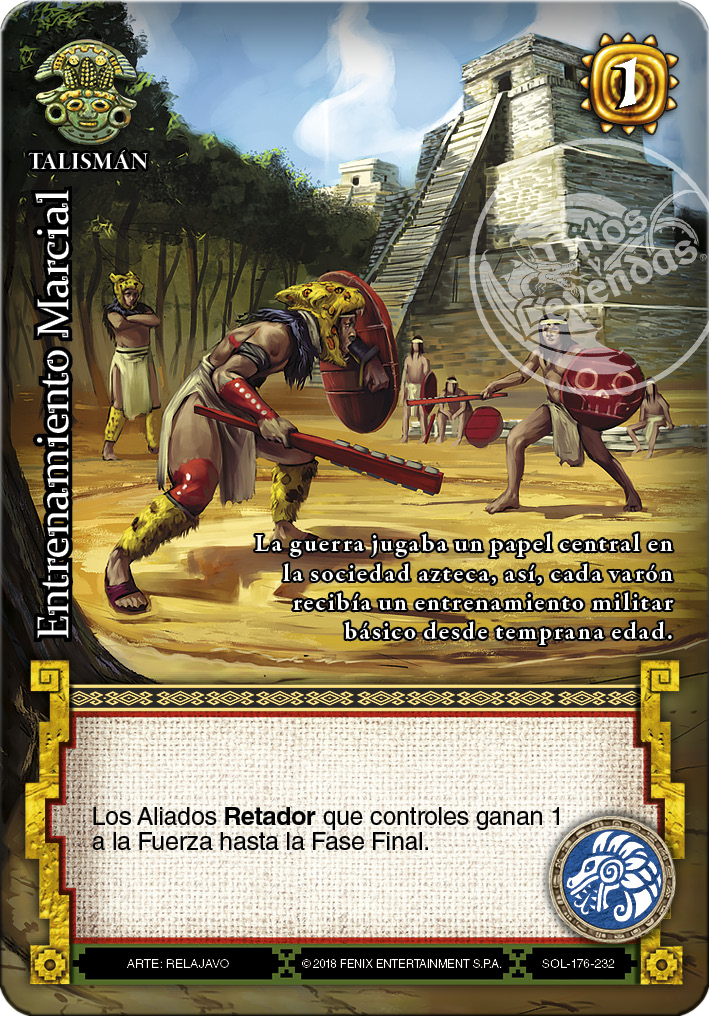 1
TALISMÁN
Entrenamiento Marcial
Mitos
y
Leyendas
La guerra jugaba un papel central en
la sociedad azteca, así, cada varón
recibía un entrenamiento militar
básico desde temprana edad.
Los Aliados Retador que controles ganan 1
a la Fuerza hasta la Fase Final.
ARTE: RELAJAVO
© 2018 FENIX ENTERTAINMENT S.P.A.
SOL-176-232